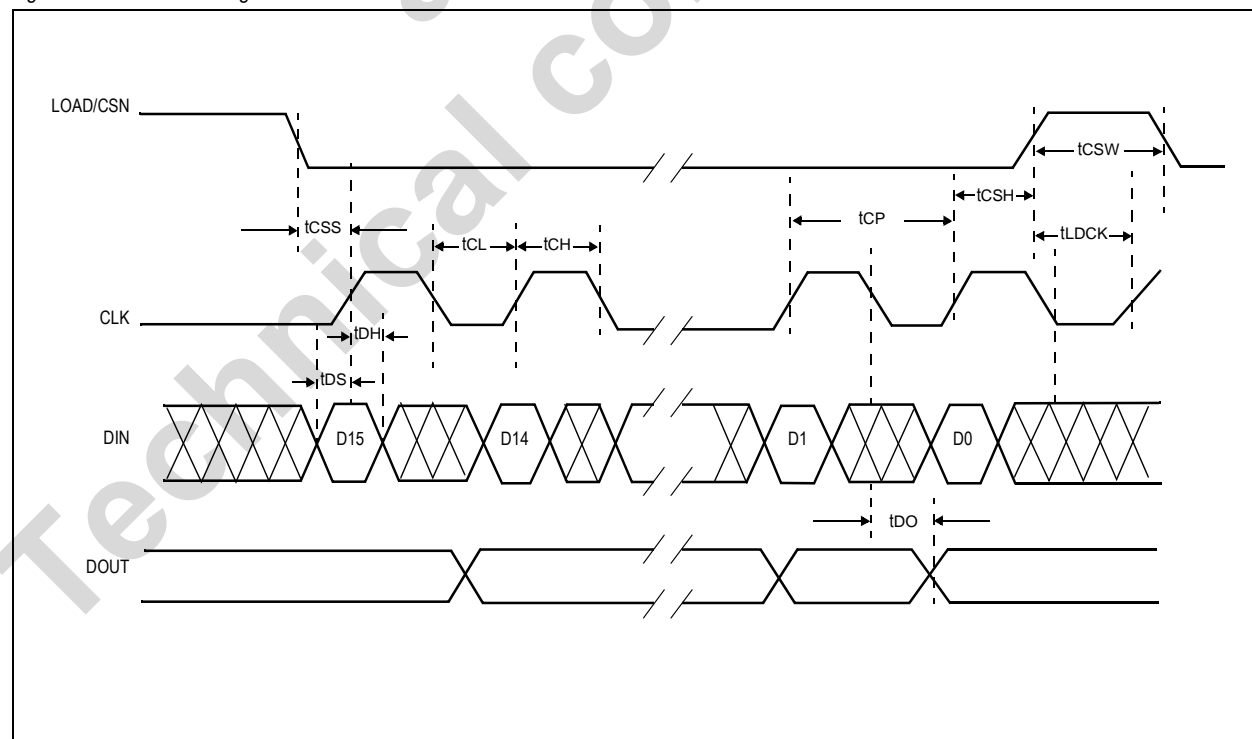 LOAD/CSN
tCSW
tCSH
tCP
tCSS
tLDCK
tCL
tCH
CLK
tDH
tDS
DIN
D15
D14
D1
D0
tDO
DOUT
Technical co